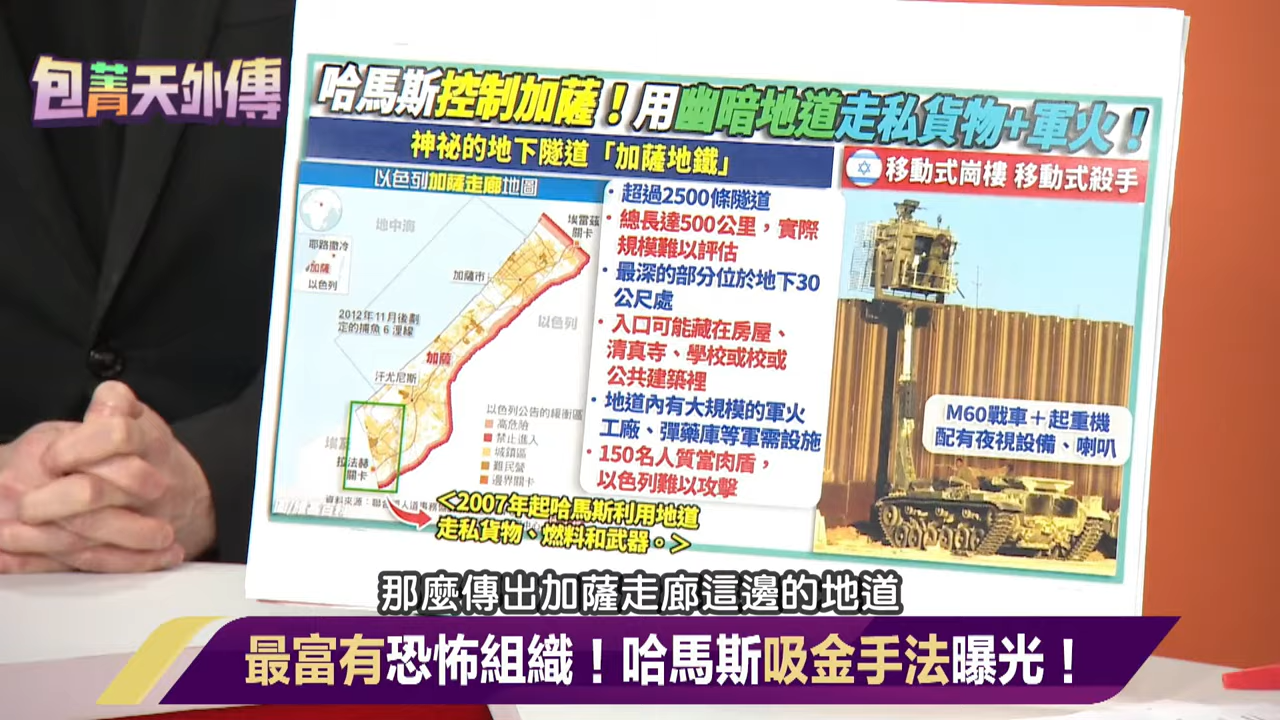 包菁天外傳
哈馬斯控制加薩！用幽暗地道走私貨物+軍火！
神祕的地下隧道「加薩地鐵」
以色列加薩走廊地圖
地中海
埃雷茲
關卡
耶路撒冷
加薩
以色列
加薩市
2012年11月後劃
定的捕魚6浬線
以色列
加薩
汗尤尼斯
拉法赫
關卡
以色列公告的緩衝區
高危險
禁止進入
城鎮區
難民營
邊界關卡
資料來源：聯合國人道事務
・超過2500條隧道
・總長達500公里，實際
規模難以評估
・最深的部分位於地下30
公尺處
・入口可能藏在房屋、
清真寺、學校或校或
公共建築裡
・地道內有大規模的軍火
工廠、彈藥庫等軍需設施
・150名人質當肉盾，
以色列難以攻擊
＜2007年起哈馬斯利用地道
走私貨物、燃料和武器。＞
移動式崗樓 移動式殺手
M60戰車＋起重機
配有夜視設備、喇叭
那麼傳出加薩走廊這邊的地道
最富有恐怖組織！哈馬斯吸金手法曝光！